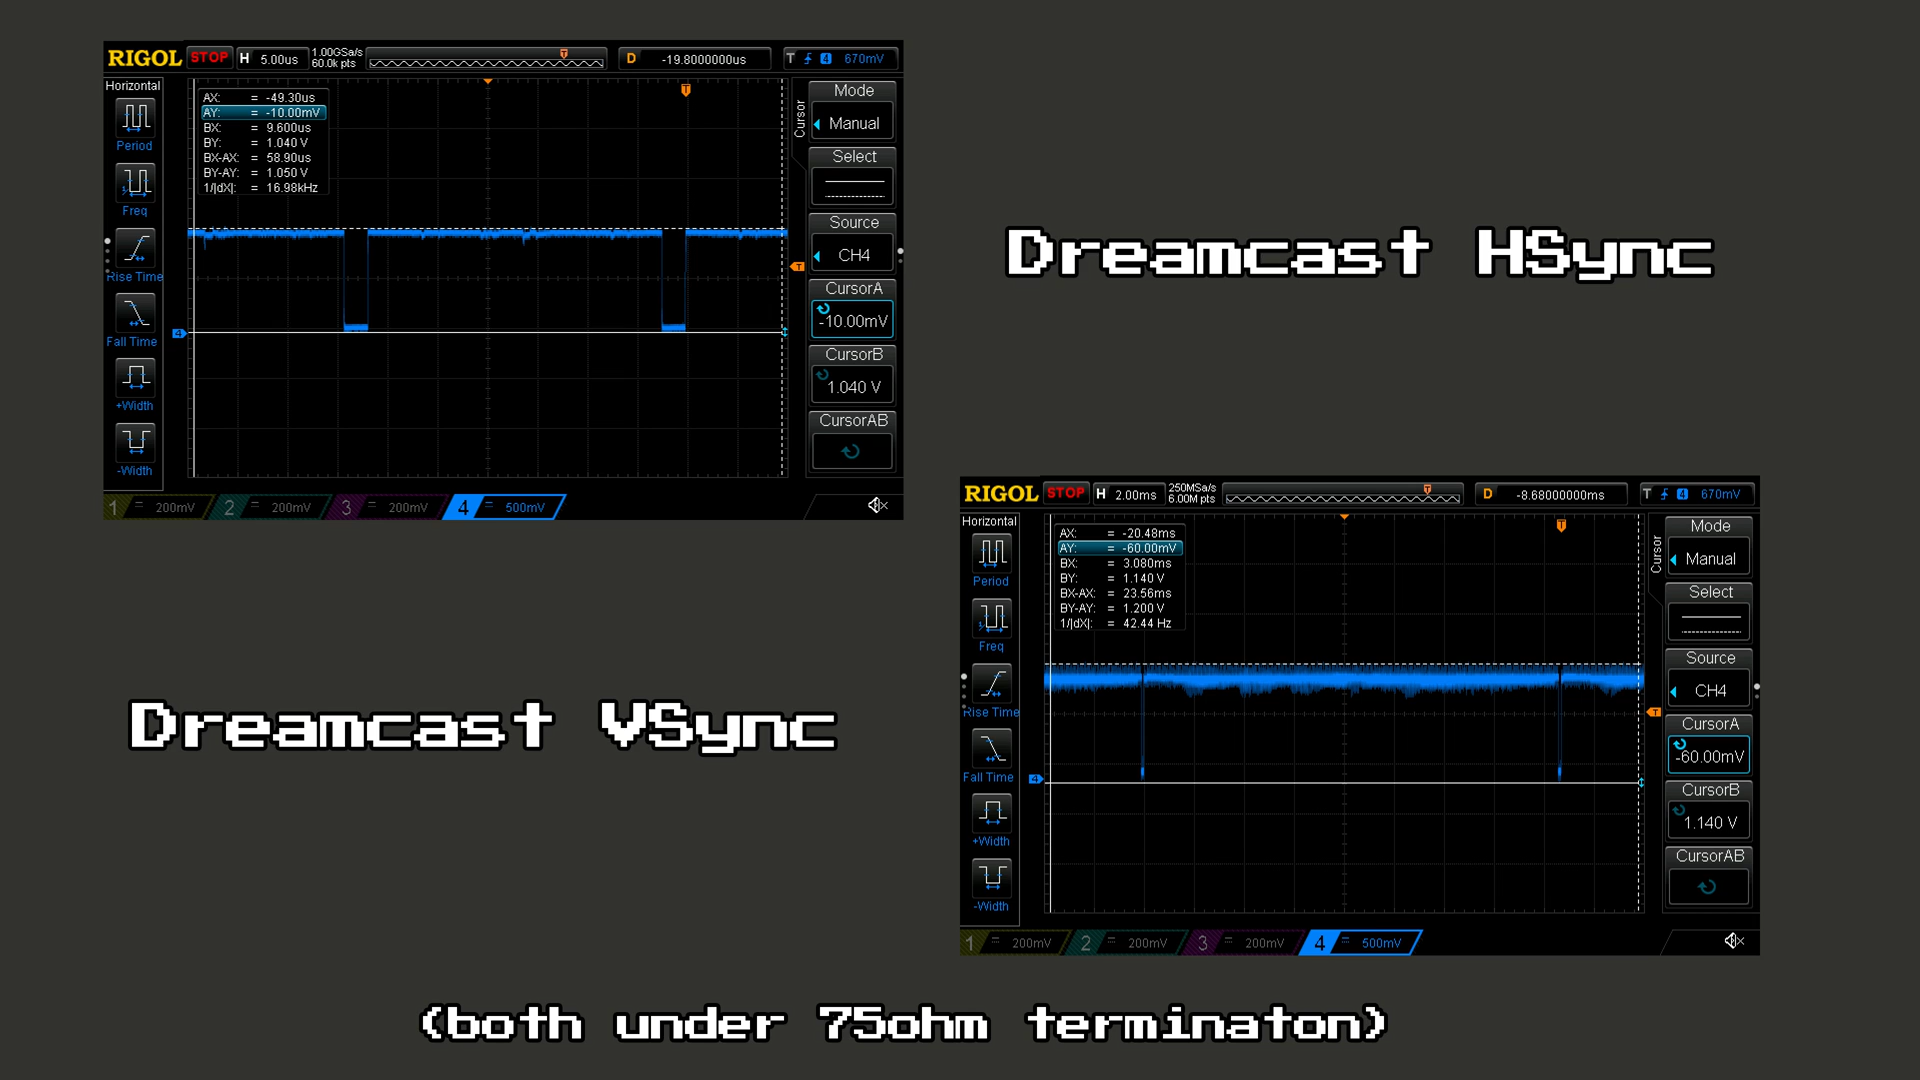 RIGOL STOP H 5.00us 1.00GSa/s 60.0k pts D -19.8000000us T 4 670mV
Horizontal
Period
Freq
Rise Time
Fall Time
+Width
-Width
AX: = -49.30us
AY: = -10.00mV
BX: = 9.600us
BY: = 1.040 V
BX-AX: = 58.90us
BY-AY: = 1.050 V
1/|dX|: = 16.98kHz
T
T
4
Cursor
Mode
Manual
Select
Source
CH4
CursorA
-10.00mV
CursorB
1.040 V
CursorAB
1 = 200mV 2 = 200mV 3 = 200mV 4 = 500mV
Dreamcast HSync
Dreamcast VSync
RIGOL STOP H 2.00ms 250MSa/s 6.00M pts D -8.68000000ms T 4 670mV
Horizontal
Period
Freq
Rise Time
Fall Time
+Width
-Width
AX: = -20.48ms
AY: = -60.00mV
BX: = 3.080ms
BY: = 1.140 V
BX-AX: = 23.56ms
BY-AY: = 1.200 V
1/|dX|: = 42.44 Hz
T
T
4
Cursor
Mode
Manual
Select
Source
CH4
CursorA
-60.00mV
CursorB
1.140 V
CursorAB
1 = 200mV 2 = 200mV 3 = 200mV 4 = 500mV
(both under 75ohm terminaton)